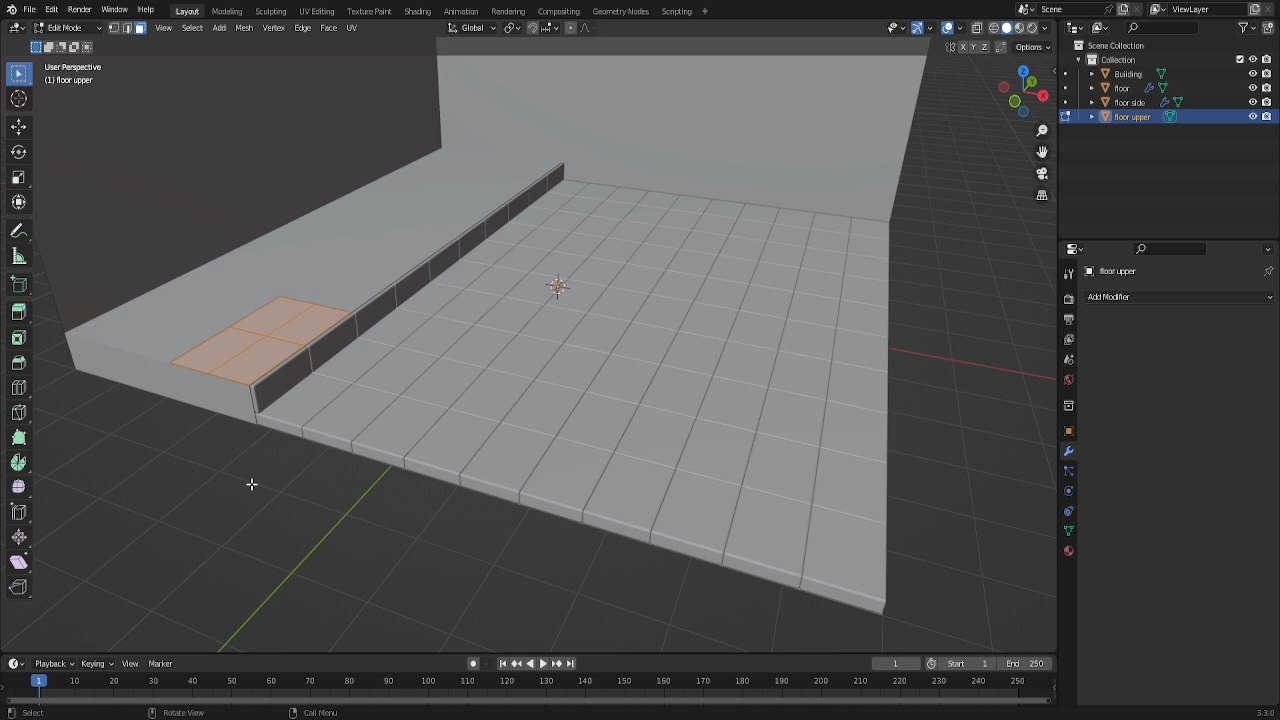 File Edit Render Window Help Layout Modeling Sculpting UV Editing Texture Paint Shading Animation Rendering Compositing Geometry Nodes Scripting + Scene ViewLayer
Edit Mode View Select Add Mesh Vertex Edge Face UV Global
X Y Z Options
User Perspective
(1) floor upper
Z
Y
X
Scene Collection
Collection
Building
floor
floor side
floor upper
floor upper
Add Modifier
Playback Keying View Marker 1 Start 1 End 250
1 10 20 30 40 50 60 70 80 90 100 110 120 130 140 150 160 170 180 190 200 210 220 230 240 250
Select Rotate View Call Menu 3.3.0